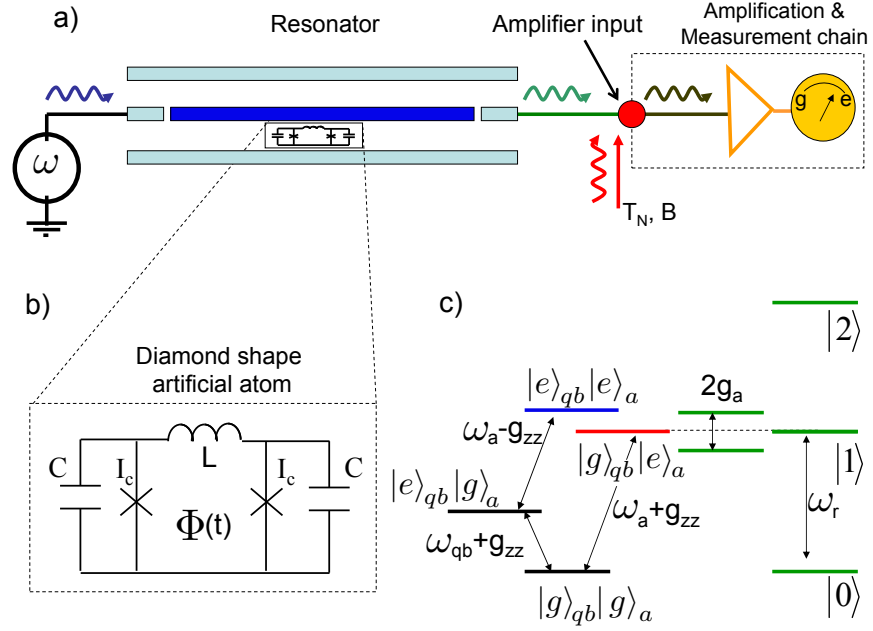 a)
Resonator
Amplifier input
Amplification &
Measurement chain
ω
g
e
T_N, B
b)
Diamond shape
artificial atom
C
I_c
L
I_c
C
Φ(t)
c)
|2⟩
|e⟩_qb|e⟩_a
2g_a
ω_a-g_zz
|g⟩_qb|e⟩_a
|1⟩
|e⟩_qb|g⟩_a
ω_a+g_zz
ω_r
ω_qb+g_zz
|g⟩_qb|g⟩_a
|0⟩